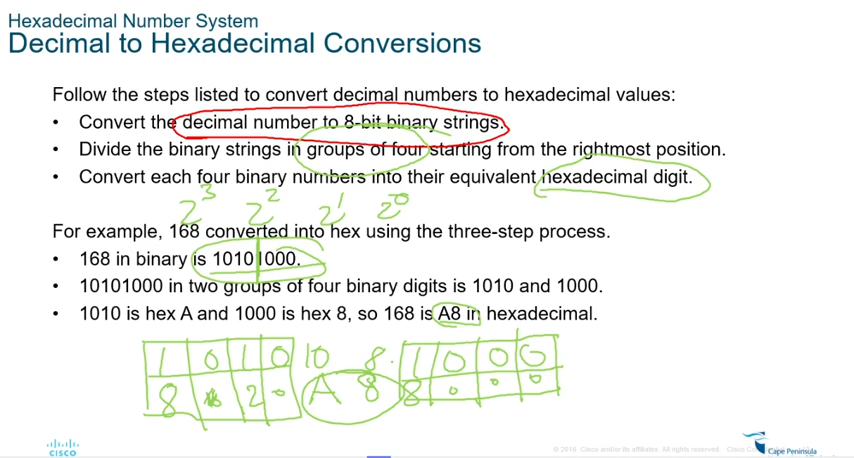 Hexadecimal Number System
Decimal to Hexadecimal Conversions
Follow the steps listed to convert decimal numbers to hexadecimal values:
• Convert the decimal number to 8-bit binary strings.
• Divide the binary strings in groups of four starting from the rightmost position.
• Convert each four binary numbers into their equivalent hexadecimal digit.
2³ 2² 2¹ 2⁰
For example, 168 converted into hex using the three-step process.
• 168 in binary is 1010 1000.
• 10101000 in two groups of four binary digits is 1010 and 1000.
• 1010 is hex A and 1000 is hex 8, so 168 is A8 in hexadecimal.
1 0 1 0 10 8. 1 0 0 0
8 2 A 8 8
CISCO
© 2016 Cisco and/or its affiliates. All rights reserved. Cisco
Cape Peninsula